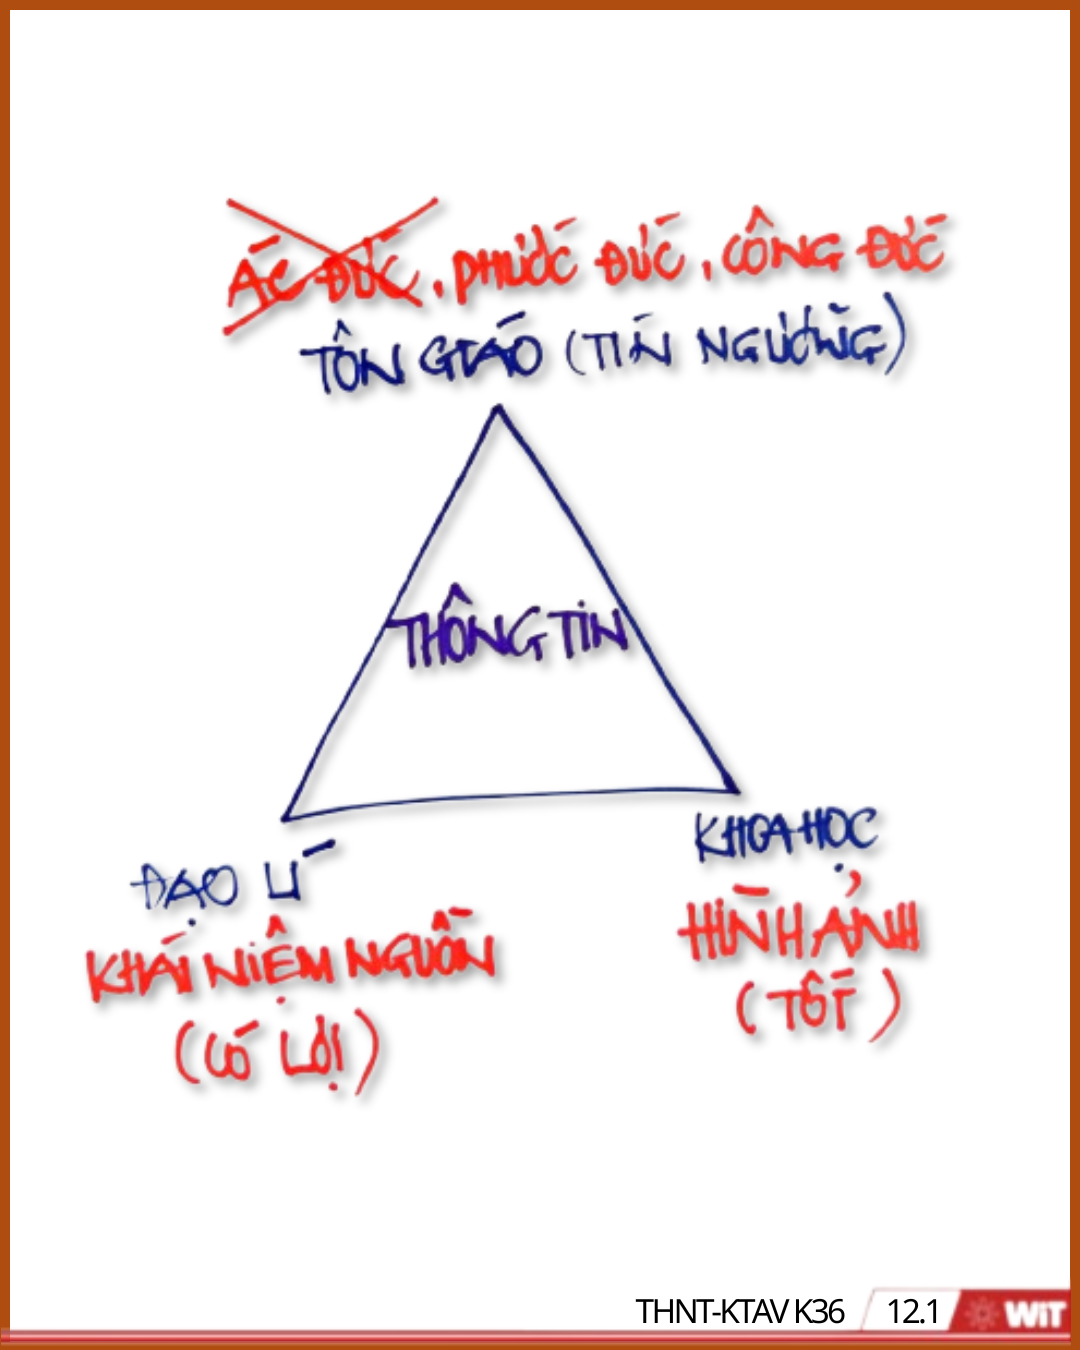 ÁC ĐỨC, PHƯỚC ĐỨC, CÔNG ĐỨC
TÔN GIÁO (TÍN NGƯỠNG)
THÔNG TIN
ĐẠO LÍ
KHÁI NIỆM NGUỒN
(CÓ LỢI)
KHOA HỌC
HÌNH ẢNH
(TỐT)
THNT-KTAV K36 12.1 WiT